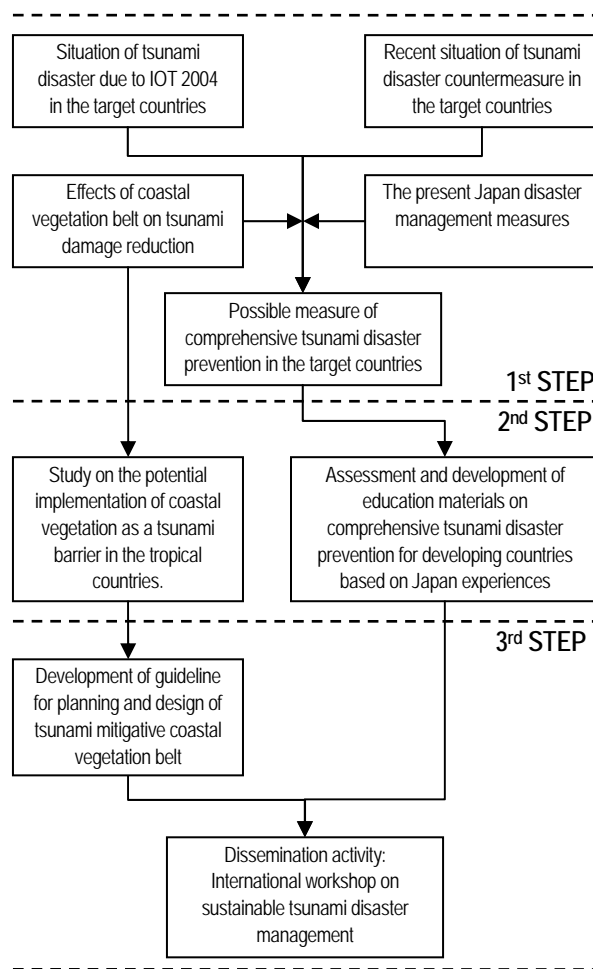 Situation of tsunami
disaster due to IOT 2004
in the target countries
Recent situation of tsunami
disaster countermeasure in
the target countries
Effects of coastal
vegetation belt on tsunami
damage reduction
The present Japan disaster
management measures
Possible measure of
comprehensive tsunami disaster
prevention in the target countries
1st STEP
2nd STEP
Study on the potential
implementation of coastal
vegetation as a tsunami
barrier in the tropical
countries.
Assessment and development of
education materials on
comprehensive tsunami disaster
prevention for developing countries
based on Japan experiences
3rd STEP
Development of guideline
for planning and design of
tsunami mitigative coastal
vegetation belt
Dissemination activity:
International workshop on
sustainable tsunami disaster
management